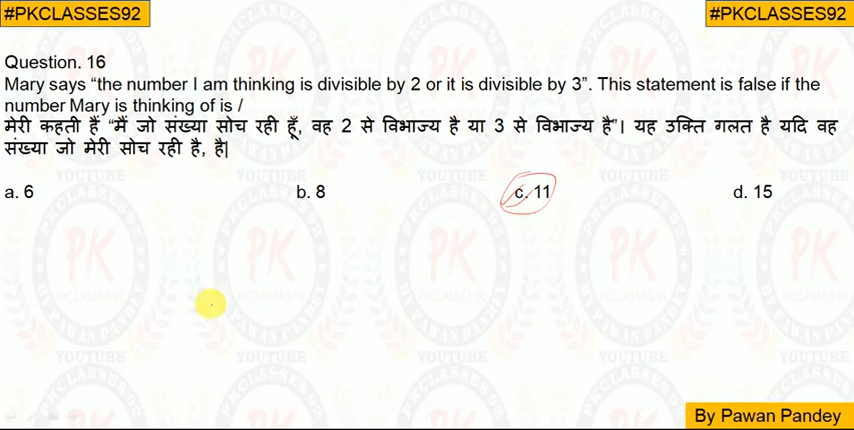 #PKCLASSES92
#PKCLASSES92
Question. 16
Mary says “the number I am thinking is divisible by 2 or it is divisible by 3”. This statement is false if the
number Mary is thinking of is /
मेरी कहती हैं “मैं जो संख्या सोच रही हूँ, वह 2 से विभाज्य है या 3 से विभाज्य है”। यह उक्ति गलत है यदि वह
संख्या जो मेरी सोच रही है, है|
a. 6
b. 8
c. 11
d. 15
By Pawan Pandey